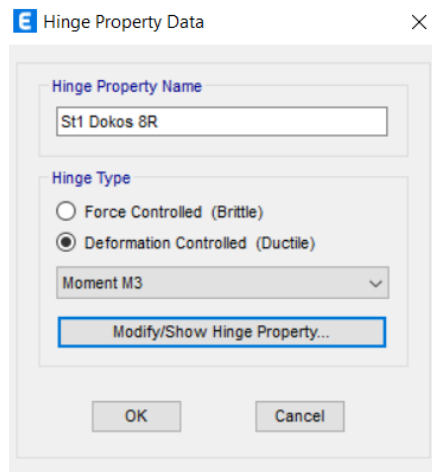 E Hinge Property Data
Hinge Property Name
St1 Dokos 8R
Hinge Type
Force Controlled (Brittle)
Deformation Controlled (Ductile)
Moment M3
Modify/Show Hinge Property...
OK Cancel